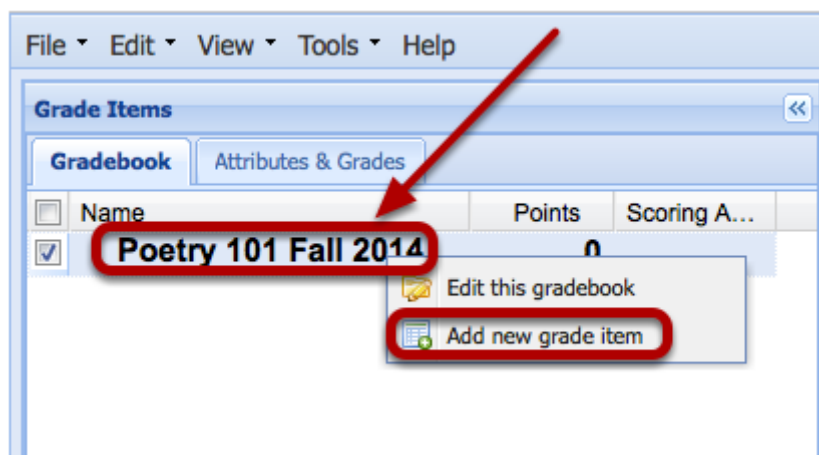 File Edit View Tools Help
Grade Items
Gradebook Attributes & Grades
Name Points Scoring A...
Poetry 101 Fall 2014 0
Edit this gradebook
Add new grade item